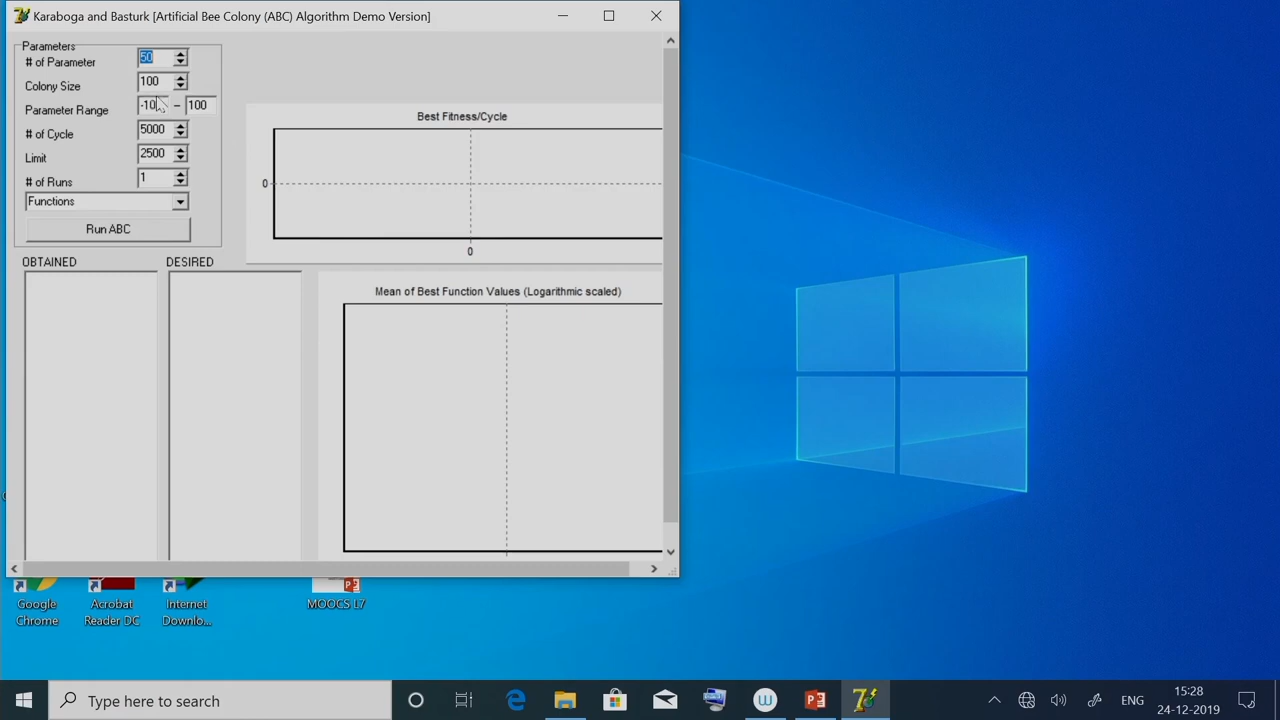 Karaboga and Basturk [Artificial Bee Colony (ABC) Algorithm Demo Version]
Parameters
# of Parameter 50
Colony Size 100
Parameter Range – 100
# of Cycle 5000
Limit 2500
# of Runs 1
Functions
Run ABC
Best Fitness/Cycle
0
0
OBTAINED DESIRED
Mean of Best Function Values (Logarithmic scaled)
Google Chrome
Acrobat Reader DC
Internet Downlo...
MOOCS L7
Type here to search
ENG
15:28
24-12-2019